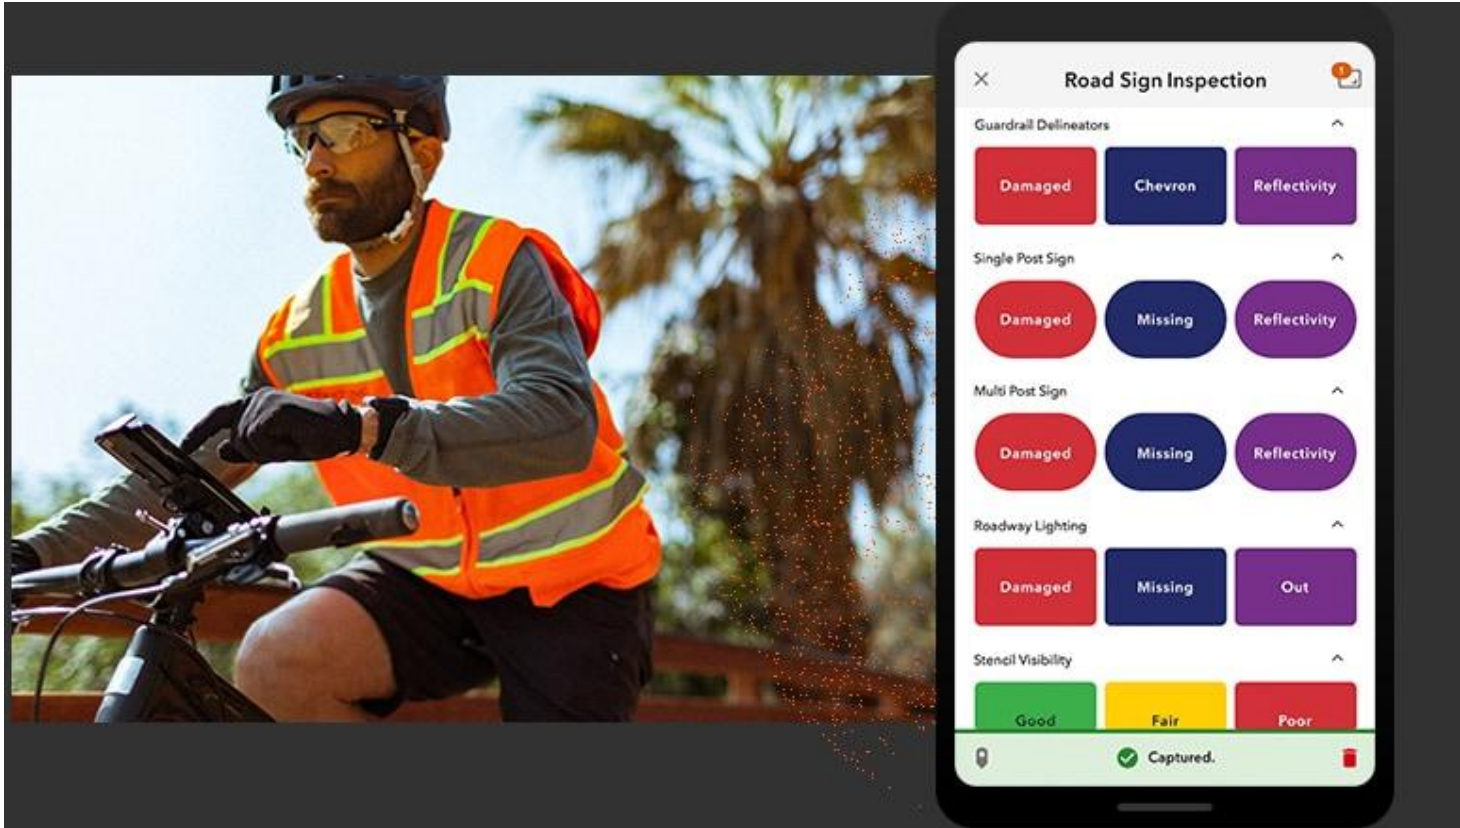 Road Sign Inspection
1
Guardrail Delineators
Damaged Chevron Reflectivity
Single Post Sign
Damaged Missing Reflectivity
Multi Post Sign
Damaged Missing Reflectivity
Roadway Lighting
Damaged Missing Out
Stencil Visibility
Good Fair Poor
Captured.